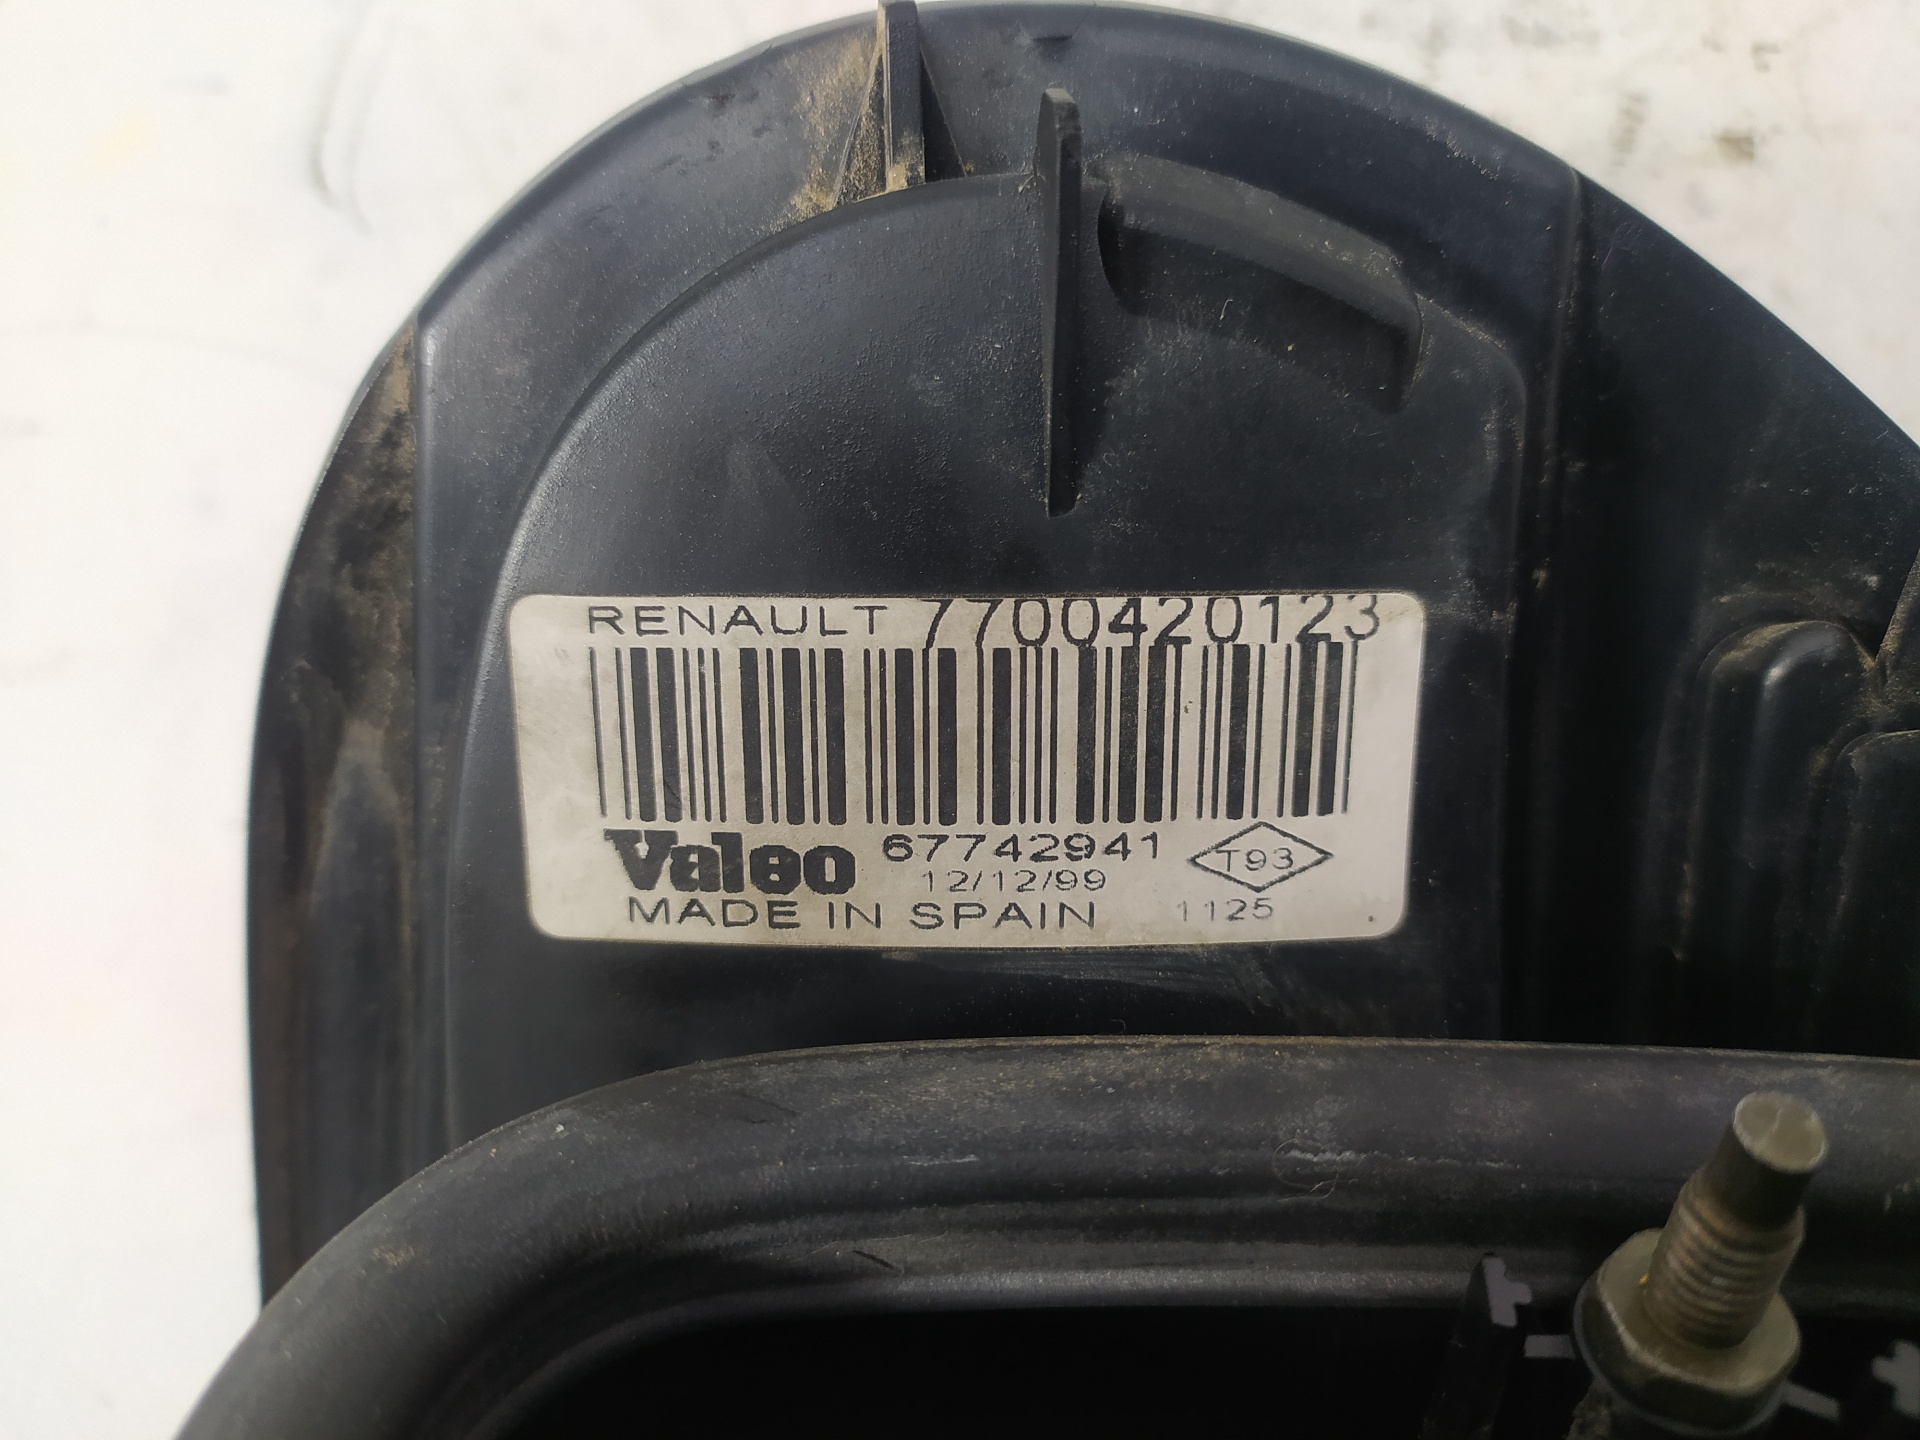 RENAULT 7700420123
Valeo 67742941 T93
12/12/99
MADE IN SPAIN 1125